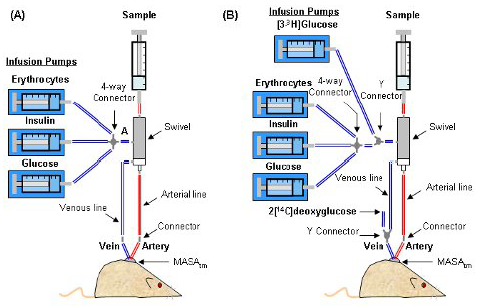 (A)
Sample
Infusion Pumps
Erythrocytes
4-way
Connector
Insulin
A
Swivel
Glucose
Venous line
Arterial line
Connector
Vein
Artery
MASAtm
(B)
Infusion Pumps
[3-³H]Glucose
Sample
Erythrocytes
4-way
Connector
Y
Connector
Insulin
Swivel
Glucose
Venous line
Arterial line
2[¹⁴C]deoxyglucose
Y Connector
Connector
Vein
Artery
MASAtm